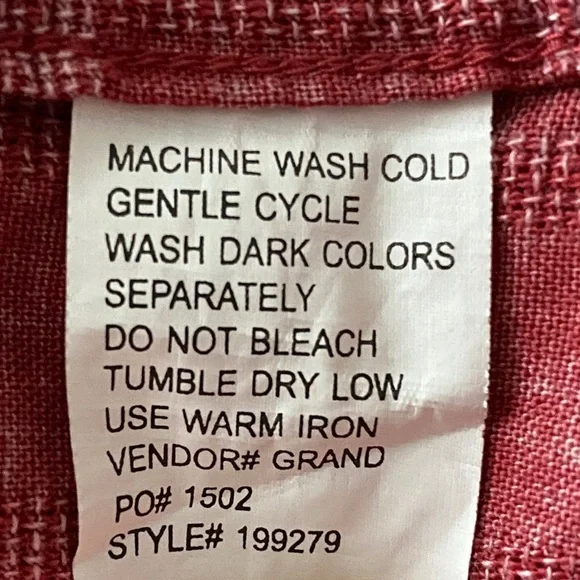 MACHINE WASH COLD
GENTLE CYCLE
WASH DARK COLORS
SEPARATELY
DO NOT BLEACH
TUMBLE DRY LOW
USE WARM IRON
VENDOR# GRAND
PO# 1502
STYLE# 199279